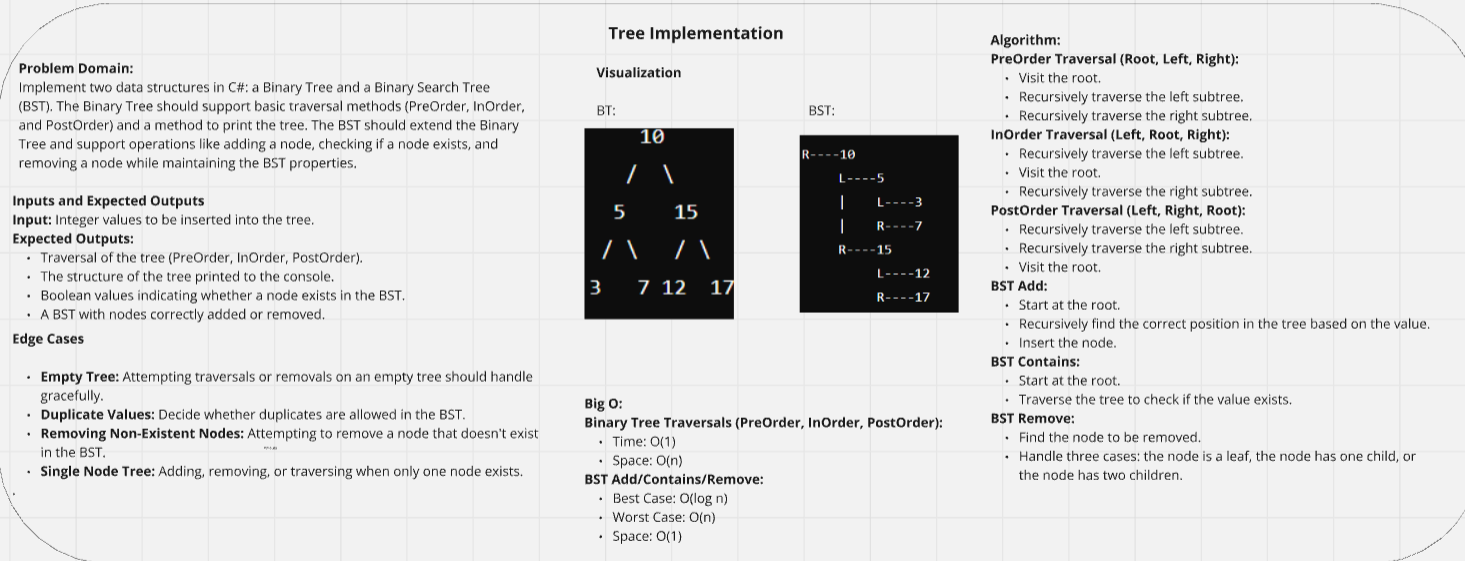 Tree Implementation
Problem Domain:
Implement two data structures in C#: a Binary Tree and a Binary Search Tree
(BST). The Binary Tree should support basic traversal methods (PreOrder, InOrder,
and PostOrder) and a method to print the tree. The BST should extend the Binary
Tree and support operations like adding a node, checking if a node exists, and
removing a node while maintaining the BST properties.
Inputs and Expected Outputs
Input: Integer values to be inserted into the tree.
Expected Outputs:
• Traversal of the tree (PreOrder, InOrder, PostOrder).
• The structure of the tree printed to the console.
• Boolean values indicating whether a node exists in the BST.
• A BST with nodes correctly added or removed.
Edge Cases
• Empty Tree: Attempting traversals or removals on an empty tree should handle
gracefully.
• Duplicate Values: Decide whether duplicates are allowed in the BST.
• Removing Non-Existent Nodes: Attempting to remove a node that doesn't exist
in the BST.
• Single Node Tree: Adding, removing, or traversing when only one node exists.
Visualization
BT:
10
/ \
5 15
/ \ / \
3 7 12 17
BST:
R----10
L----5
| L----3
| R----7
R----15
L----12
R----17
Big O:
Binary Tree Traversals (PreOrder, InOrder, PostOrder):
• Time: O(1)
• Space: O(n)
BST Add/Contains/Remove:
• Best Case: O(log n)
• Worst Case: O(n)
• Space: O(1)
Algorithm:
PreOrder Traversal (Root, Left, Right):
• Visit the root.
• Recursively traverse the left subtree.
• Recursively traverse the right subtree.
InOrder Traversal (Left, Root, Right):
• Recursively traverse the left subtree.
• Visit the root.
• Recursively traverse the right subtree.
PostOrder Traversal (Left, Right, Root):
• Recursively traverse the left subtree.
• Recursively traverse the right subtree.
• Visit the root.
BST Add:
• Start at the root.
• Recursively find the correct position in the tree based on the value.
• Insert the node.
BST Contains:
• Start at the root.
• Traverse the tree to check if the value exists.
BST Remove:
• Find the node to be removed.
• Handle three cases: the node is a leaf, the node has one child, or
the node has two children.